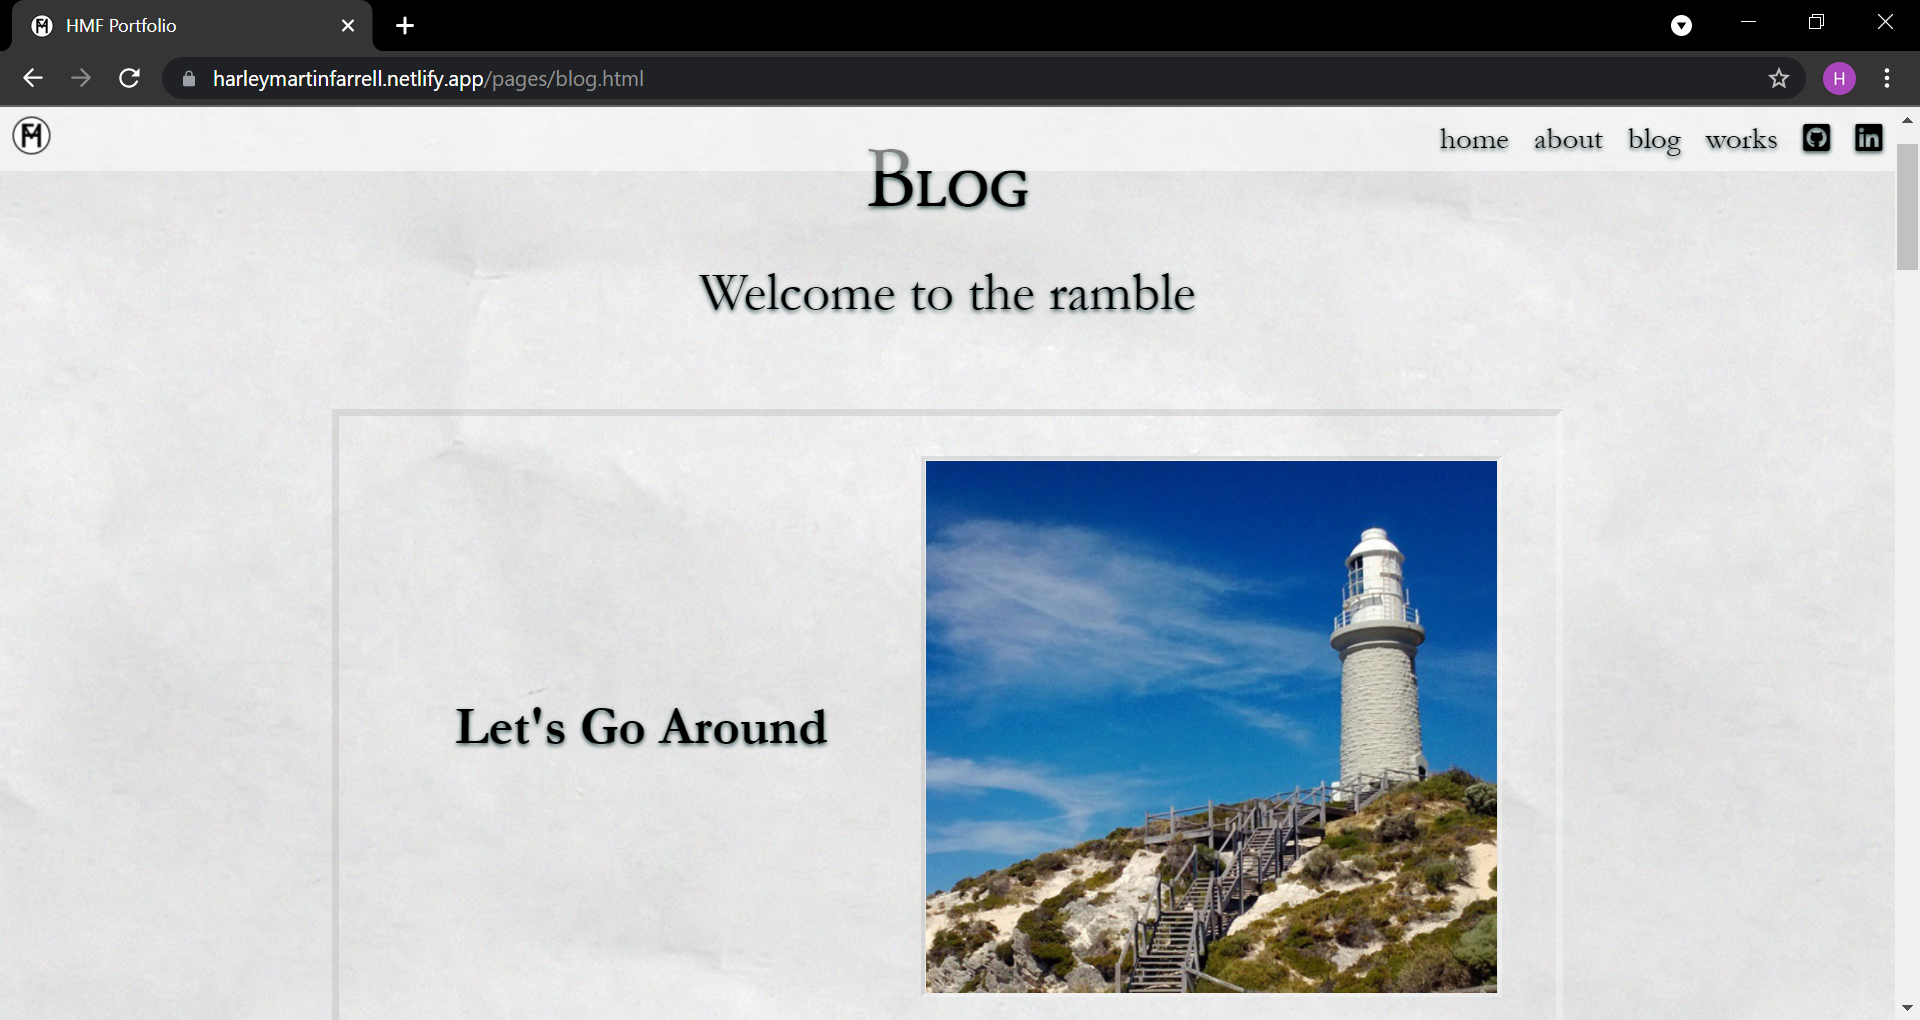 HMF Portfolio
harleymartinfarrell.netlify.app/pages/blog.html
H
home about blog works in
Blog
Welcome to the ramble
Let's Go Around